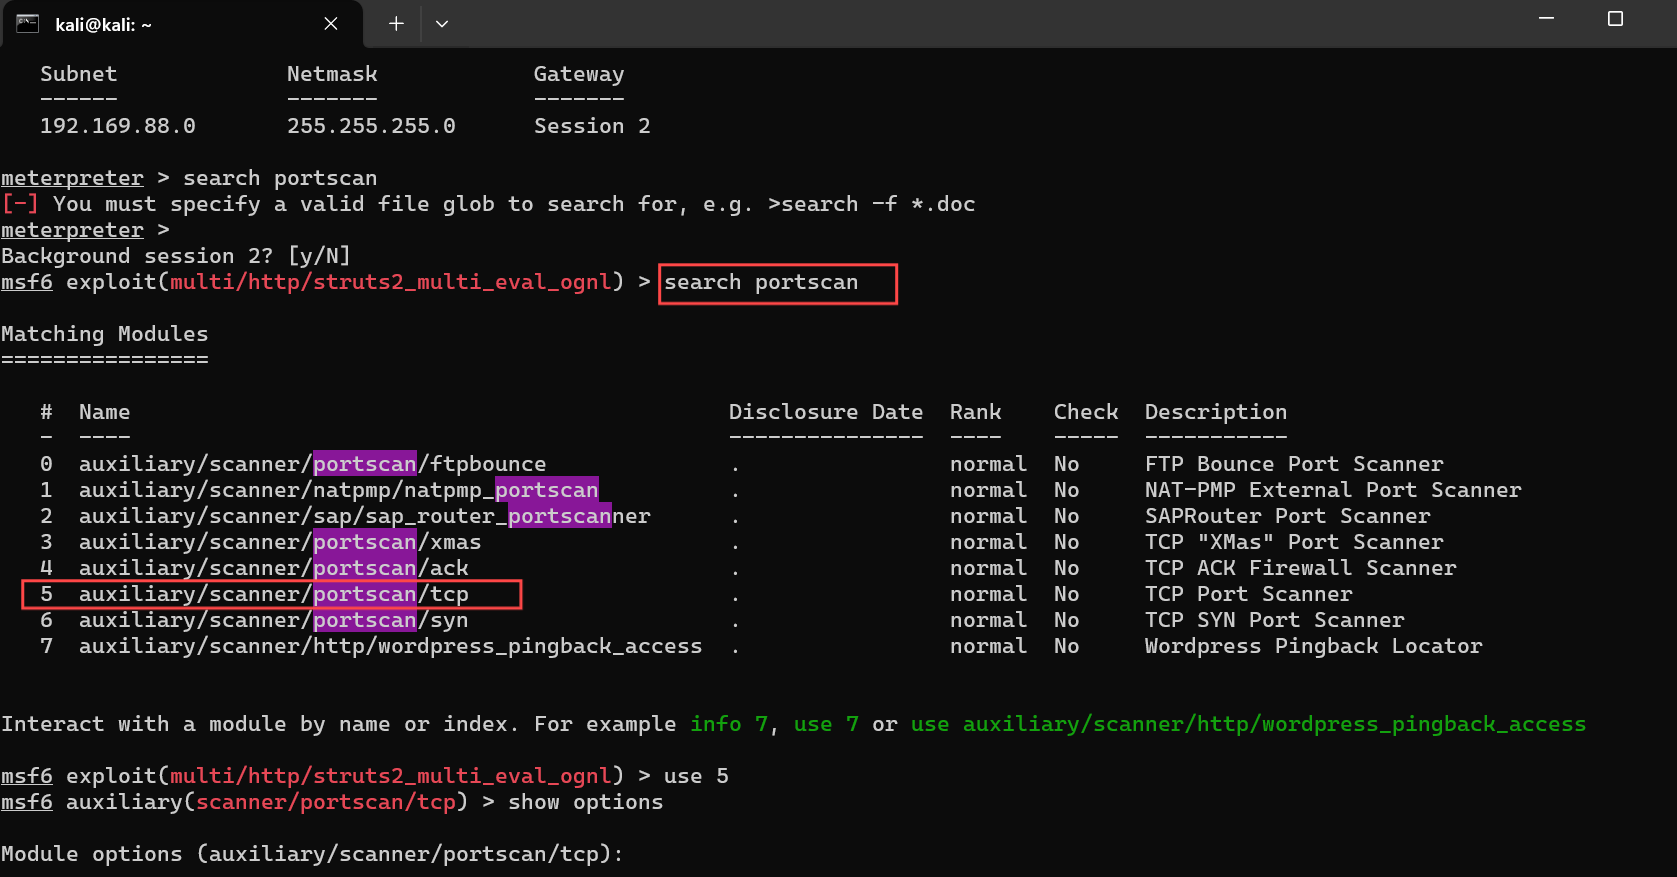 kali@kali: ~
Subnet Netmask Gateway
------ ------- -------
192.169.88.0 255.255.255.0 Session 2
meterpreter > search portscan
[-] You must specify a valid file glob to search for, e.g. >search -f *.doc
meterpreter >
Background session 2? [y/N]
msf6 exploit(multi/http/struts2_multi_eval_ognl) > search portscan
Matching Modules
================
# Name Disclosure Date Rank Check Description
- ---- --------------- ---- ----- -----------
0 auxiliary/scanner/portscan/ftpbounce . normal No FTP Bounce Port Scanner
1 auxiliary/scanner/natpmp/natpmp_portscan . normal No NAT-PMP External Port Scanner
2 auxiliary/scanner/sap/sap_router_portscanner . normal No SAPRouter Port Scanner
3 auxiliary/scanner/portscan/xmas . normal No TCP "XMas" Port Scanner
4 auxiliary/scanner/portscan/ack . normal No TCP ACK Firewall Scanner
5 auxiliary/scanner/portscan/tcp . normal No TCP Port Scanner
6 auxiliary/scanner/portscan/syn . normal No TCP SYN Port Scanner
7 auxiliary/scanner/http/wordpress_pingback_access . normal No Wordpress Pingback Locator
Interact with a module by name or index. For example info 7, use 7 or use auxiliary/scanner/http/wordpress_pingback_access
msf6 exploit(multi/http/struts2_multi_eval_ognl) > use 5
msf6 auxiliary(scanner/portscan/tcp) > show options
Module options (auxiliary/scanner/portscan/tcp):